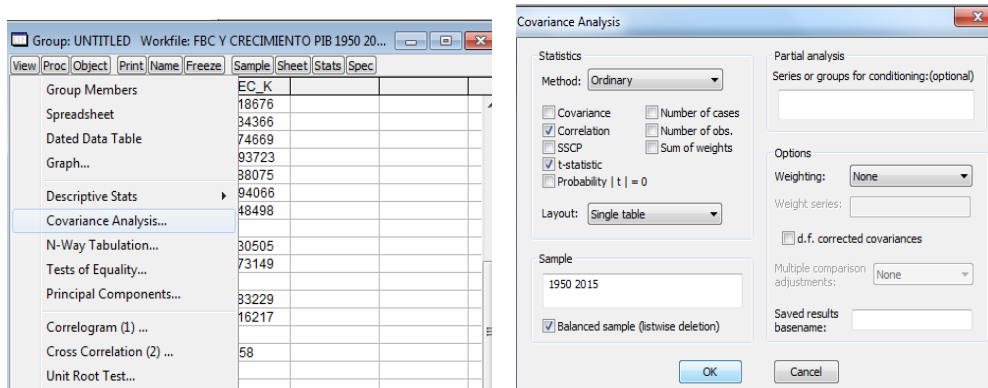 Group: UNTITLED Workfile: FBC Y CRECIMIENTO PIB 1950 20...
View Proc Object Print Name Freeze Sample Sheet Stats Spec
EC_K
Group Members
18676
Spreadsheet
34366
Dated Data Table
74669
Graph...
93723
38075
Descriptive Stats
94066
48498
Covariance Analysis...
N-Way Tabulation...
30505
Tests of Equality...
73149
Principal Components...
33229
16217
Correlogram (1) ...
Cross Correlation (2) ...
58
Unit Root Test...
Covariance Analysis
Statistics
Method: Ordinary
Covariance Number of cases
Correlation Number of obs.
SSCP Sum of weights
t-statistic
Probability | t | = 0
Layout: Single table
Sample
1950 2015
Balanced sample (listwise deletion)
Partial analysis
Series or groups for conditioning:(optional)
Options
Weighting: None
Weight series:
d.f. corrected covariances
Multiple comparison adjustments: None
Saved results basename:
OK Cancel